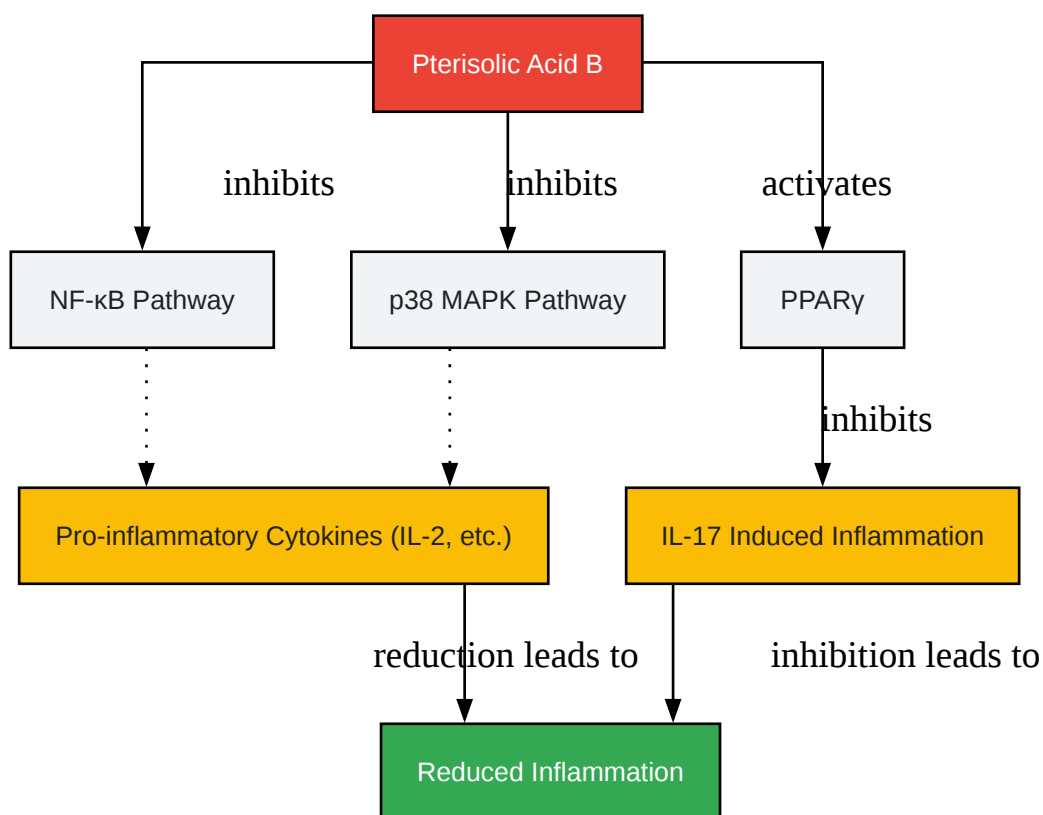 Pterisolic Acid B
inhibits
inhibits
activates
NF-κB Pathway
p38 MAPK Pathway
PPARγ
inhibits
Pro-inflammatory Cytokines (IL-2, etc.)
IL-17 Induced Inflammation
reduction leads to
inhibition leads to
Reduced Inflammation